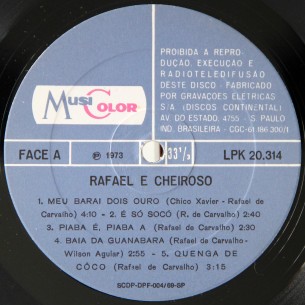 PROIBIDA A REPRO-
DUÇÃO, EXECUÇÃO E
RADIOTELEDIFUSÃO
DESTE DISCO - FABRICADO
POR GRAVAÇÕES ELETRICAS
S/A (DISCOS CONTINENTAL)
AV. DO ESTADO, 4755 - S. PAULO
IND. BRASILEIRA - CGC-61 186 300/1
MUSICOLOR
FACE A ℗ 1973 33 1/3 LPK 20.314
RAFAEL E CHEIROSO
1. MEU BARAI DOIS OURO (Chico Xavier - Rafael de
Carvalho) 4:10 - 2. É SÓ SOCÓ (R. de Carvalho) 2:40
3. PIABA É, PIABA A (Rafael de Carvalho) 2:30
4. BAIA DA GUANABARA (Rafael de Carvalho -
Wilson Aguiar) 2:55 - 5. QUENGA DE
CÔCO (Rafrel de Carvalho) 3:15
SCDP-DPF-004/69-SP